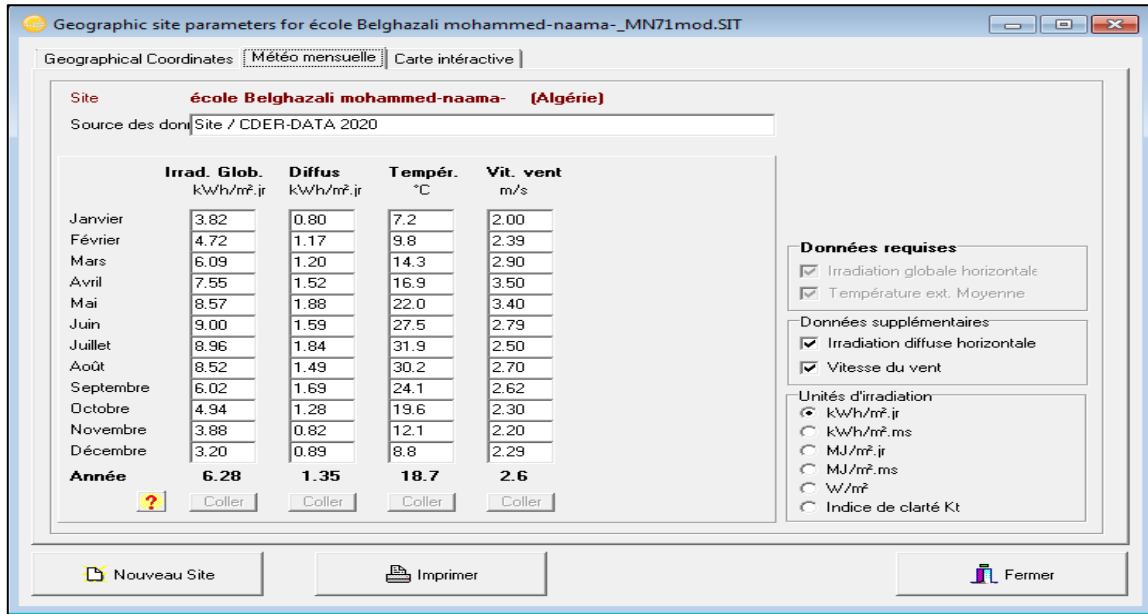 Geographic site parameters for école Belghazali mohammed-naama-_MN71mod.SIT
Geographical Coordinates Météo mensuelle Carte intéractive
Site école Belghazali mohammed-naama- (Algérie)
Source des donn Site / CDER-DATA 2020
Irrad. Glob. Diffus Tempér. Vit. vent
kWh/m².jr kWh/m².jr °C m/s
Janvier 3.82 0.80 7.2 2.00
Février 4.72 1.17 9.8 2.39
Mars 6.09 1.20 14.3 2.90
Avril 7.55 1.52 16.9 3.50
Mai 8.57 1.88 22.0 3.40
Juin 9.00 1.59 27.5 2.79
Juillet 8.96 1.84 31.9 2.50
Août 8.52 1.49 30.2 2.70
Septembre 6.02 1.69 24.1 2.62
Octobre 4.94 1.28 19.6 2.30
Novembre 3.88 0.82 12.1 2.20
Décembre 3.20 0.89 8.8 2.29
Année 6.28 1.35 18.7 2.6
? Coller Coller Coller Coller
Données requises
Irradiation globale horizontale
Température ext. Moyenne
Données supplémentaires
Irradiation diffuse horizontale
Vitesse du vent
Unités d'irradiation
kWh/m².jr
kWh/m².ms
MJ/m².jr
MJ/m².ms
W/m²
Indice de clarté Kt
Nouveau Site Imprimer Fermer